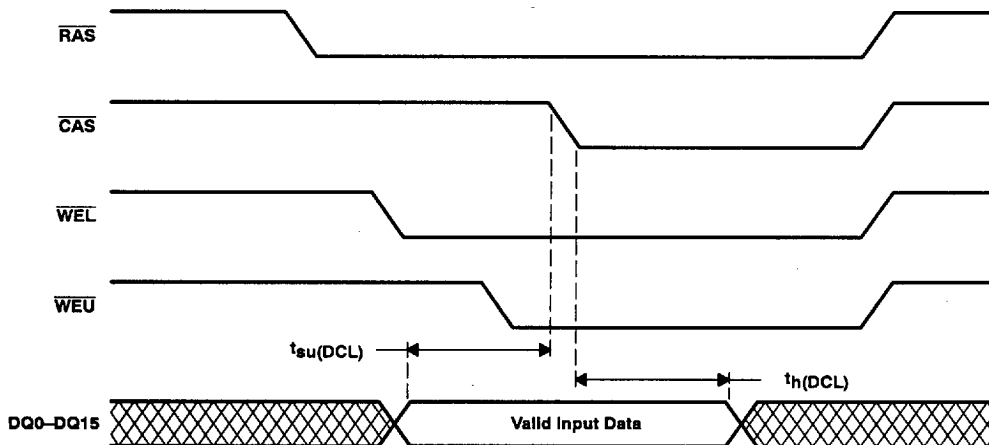 RAS
CAS
WEL
WEU
tsu(DCL)
th(DCL)
DQ0–DQ15
Valid Input Data